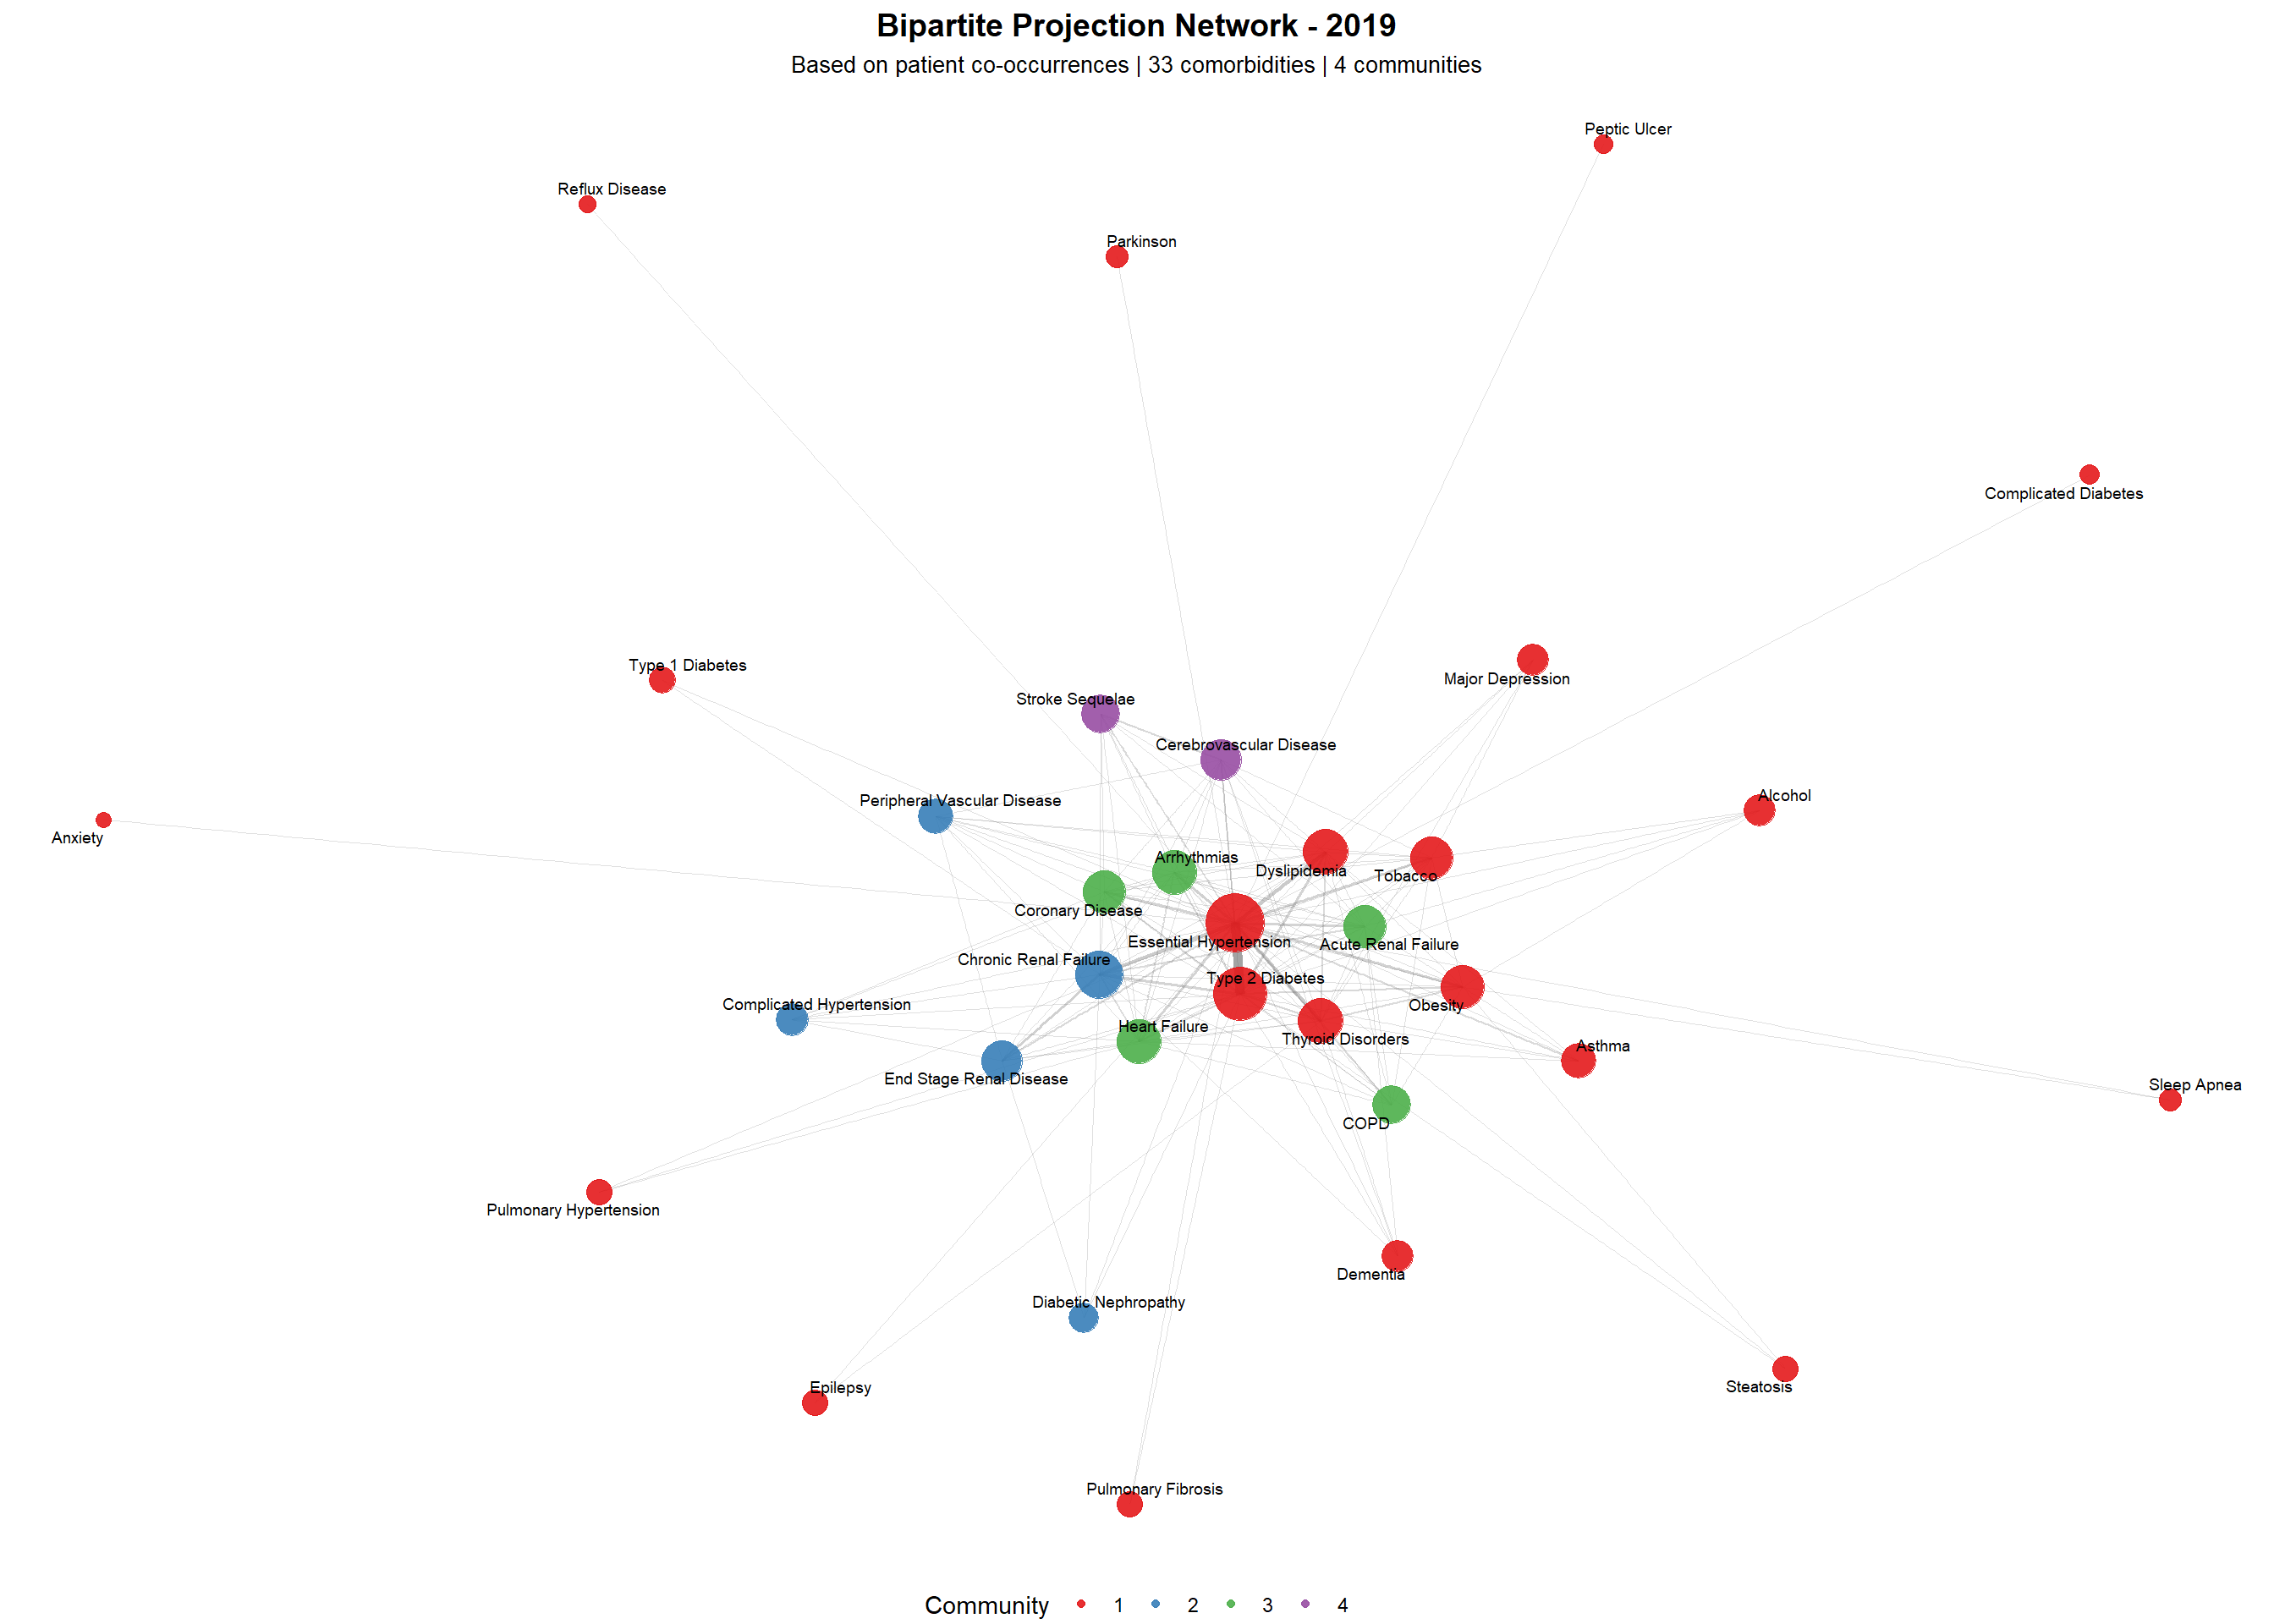 Bipartite Projection Network - 2019
Based on patient co-occurrences | 33 comorbidities | 4 communities
Peptic Ulcer
Reflux Disease
Parkinson
Complicated Diabetes
Type 1 Diabetes
Major Depression
Stroke Sequelae
Cerebrovascular Disease
Alcohol
Peripheral Vascular Disease
Anxiety
Arrhythmias
Dyslipidemia
Tobacco
Coronary Disease
Essential Hypertension
Acute Renal Failure
Chronic Renal Failure
Type 2 Diabetes
Complicated Hypertension
Obesity
Heart Failure
Thyroid Disorders
Asthma
End Stage Renal Disease
Sleep Apnea
COPD
Pulmonary Hypertension
Dementia
Diabetic Nephropathy
Epilepsy
Steatosis
Pulmonary Fibrosis
Community 1 2 3 4